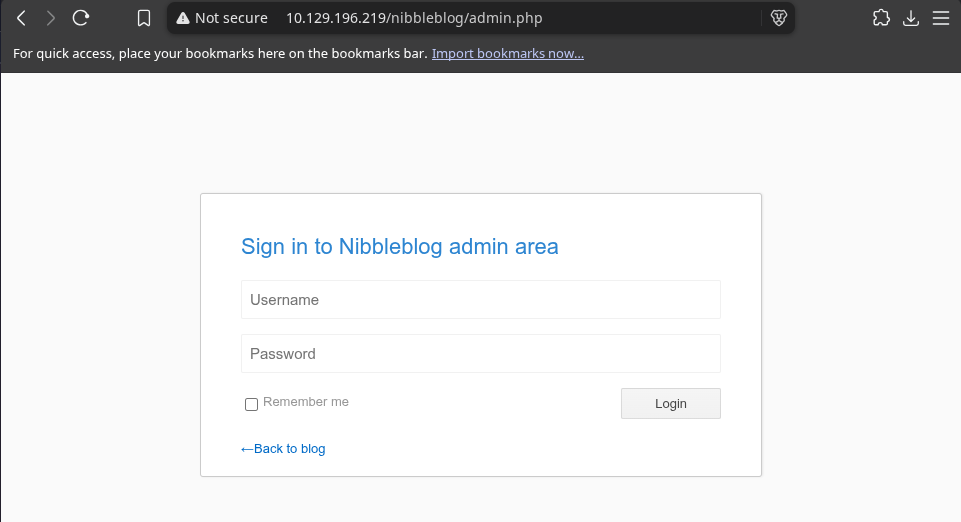 Not secure 10.129.196.219/nibbleblog/admin.php
For quick access, place your bookmarks here on the bookmarks bar. Import bookmarks now...
Sign in to Nibbleblog admin area
Username
Password
Remember me Login
←Back to blog